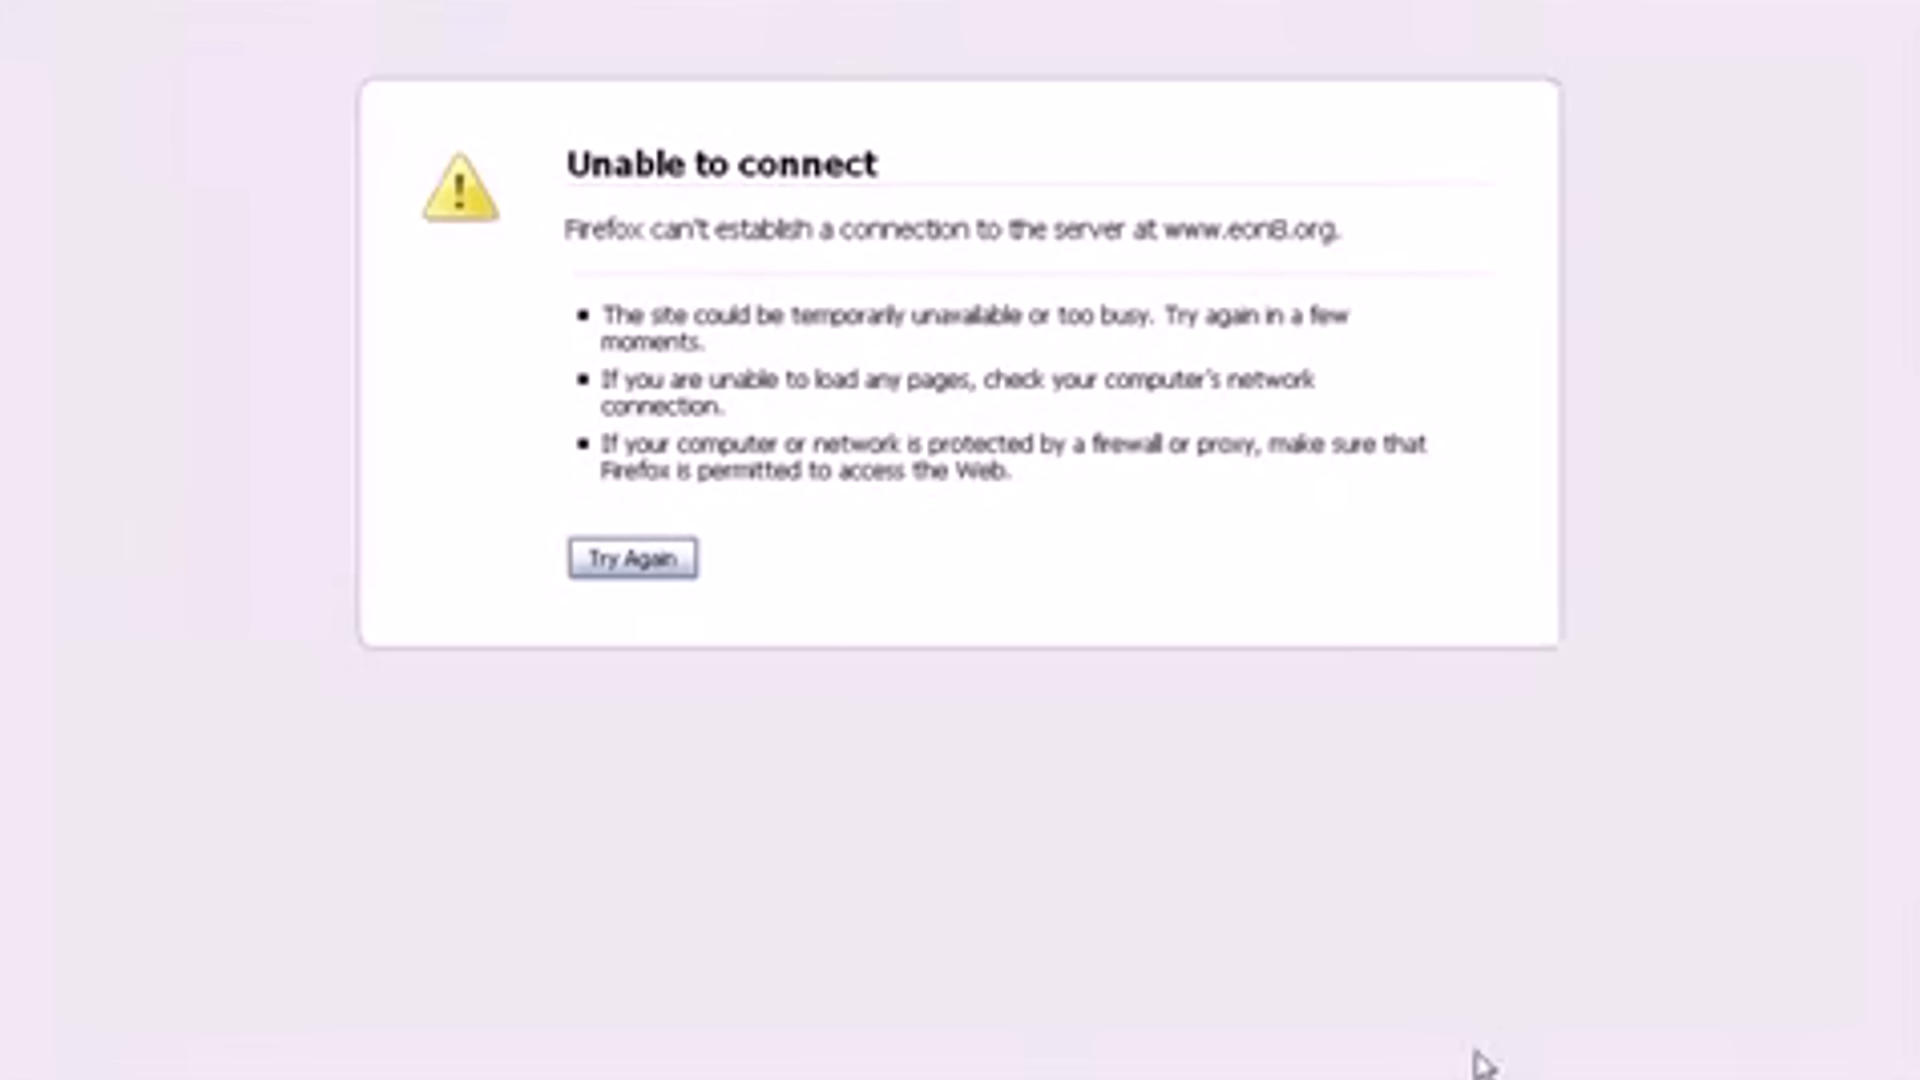 Unable to connect
Firefox can't establish a connection to the server at www.eon8.org.
▪ The site could be temporarily unavailable or too busy. Try again in a few
moments.
▪ If you are unable to load any pages, check your computer's network
connection.
▪ If your computer or network is protected by a firewall or proxy, make sure that
Firefox is permitted to access the Web.
Try Again